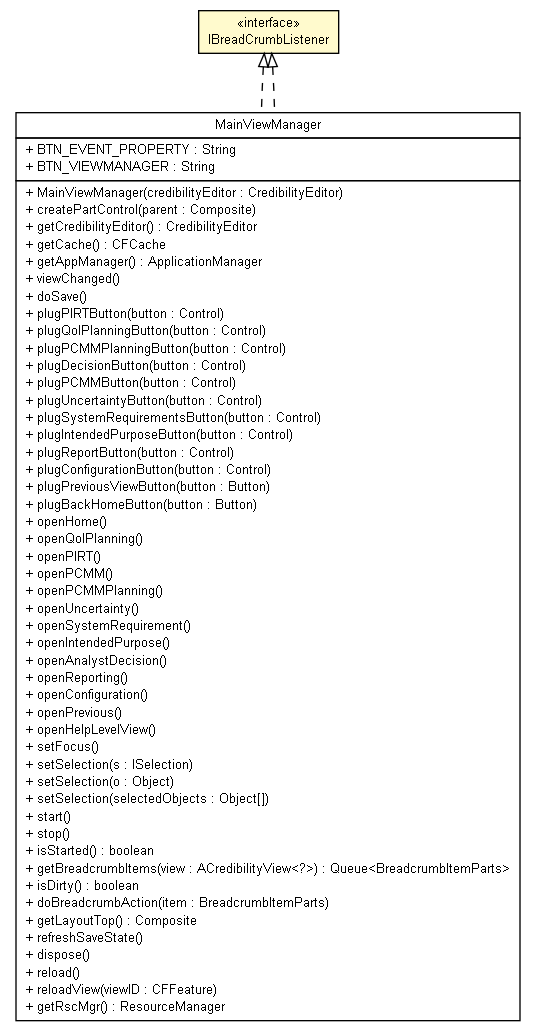 «interface»
IBreadCrumbListener
MainViewManager
+ BTN_EVENT_PROPERTY : String
+ BTN_VIEWMANAGER : String
+ MainViewManager(credibilityEditor : CredibilityEditor)
+ createPartControl(parent : Composite)
+ getCredibilityEditor() : CredibilityEditor
+ getCache() : CFCache
+ getAppManager() : ApplicationManager
+ viewChanged()
+ doSave()
+ plugPIRTButton(button : Control)
+ plugQoIPlanningButton(button : Control)
+ plugPCMMPlanningButton(button : Control)
+ plugDecisionButton(button : Control)
+ plugPCMMButton(button : Control)
+ plugUncertaintyButton(button : Control)
+ plugSystemRequirementsButton(button : Control)
+ plugIntendedPurposeButton(button : Control)
+ plugReportButton(button : Control)
+ plugConfigurationButton(button : Control)
+ plugPreviousViewButton(button : Button)
+ plugBackHomeButton(button : Button)
+ openHome()
+ openQoIPlanning()
+ openPIRT()
+ openPCMM()
+ openPCMMPlanning()
+ openUncertainty()
+ openSystemRequirement()
+ openIntendedPurpose()
+ openAnalystDecision()
+ openReporting()
+ openConfiguration()
+ openPrevious()
+ openHelpLevelView()
+ setFocus()
+ setSelection(s : ISelection)
+ setSelection(o : Object)
+ setSelection(selectedObjects : Object[])
+ start()
+ stop()
+ isStarted() : boolean
+ getBreadcrumbItems(view : ACredibilityView<?>) : Queue<BreadcrumbItemParts>
+ isDirty() : boolean
+ doBreadcrumbAction(item : BreadcrumbItemParts)
+ getLayoutTop() : Composite
+ refreshSaveState()
+ dispose()
+ reload()
+ reloadView(viewID : CFFeature)
+ getRscMgr() : ResourceManager